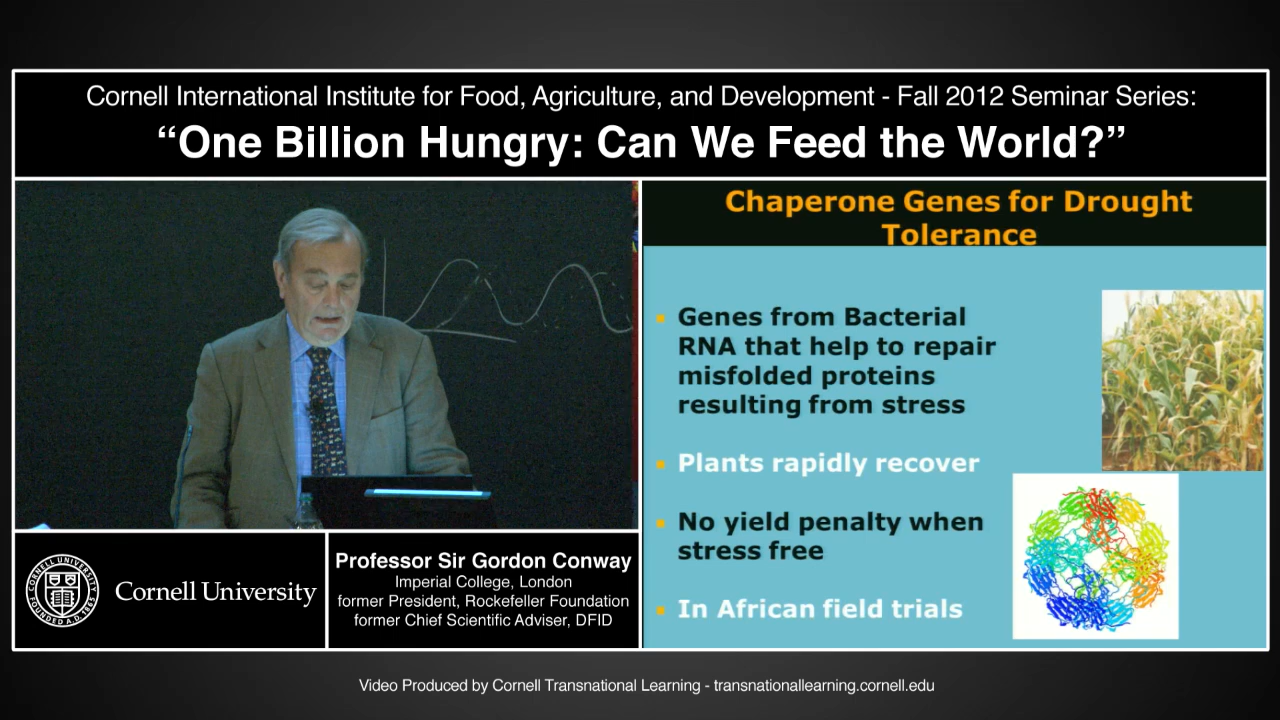 Cornell International Institute for Food, Agriculture, and Development - Fall 2012 Seminar Series:
“One Billion Hungry: Can We Feed the World?”
Chaperone Genes for Drought
Tolerance
Genes from Bacterial
RNA that help to repair
misfolded proteins
resulting from stress
Plants rapidly recover
No yield penalty when
stress free
In African field trials
CORNELL UNIVERSITY
FOUNDED A.D. 1865
Cornell University
Professor Sir Gordon Conway
Imperial College, London
former President, Rockefeller Foundation
former Chief Scientific Adviser, DFID
Video Produced by Cornell Transnational Learning - transnationallearning.cornell.edu